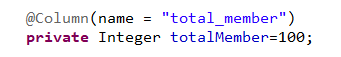 @Column(name = "total_member")
private Integer totalMember=100;